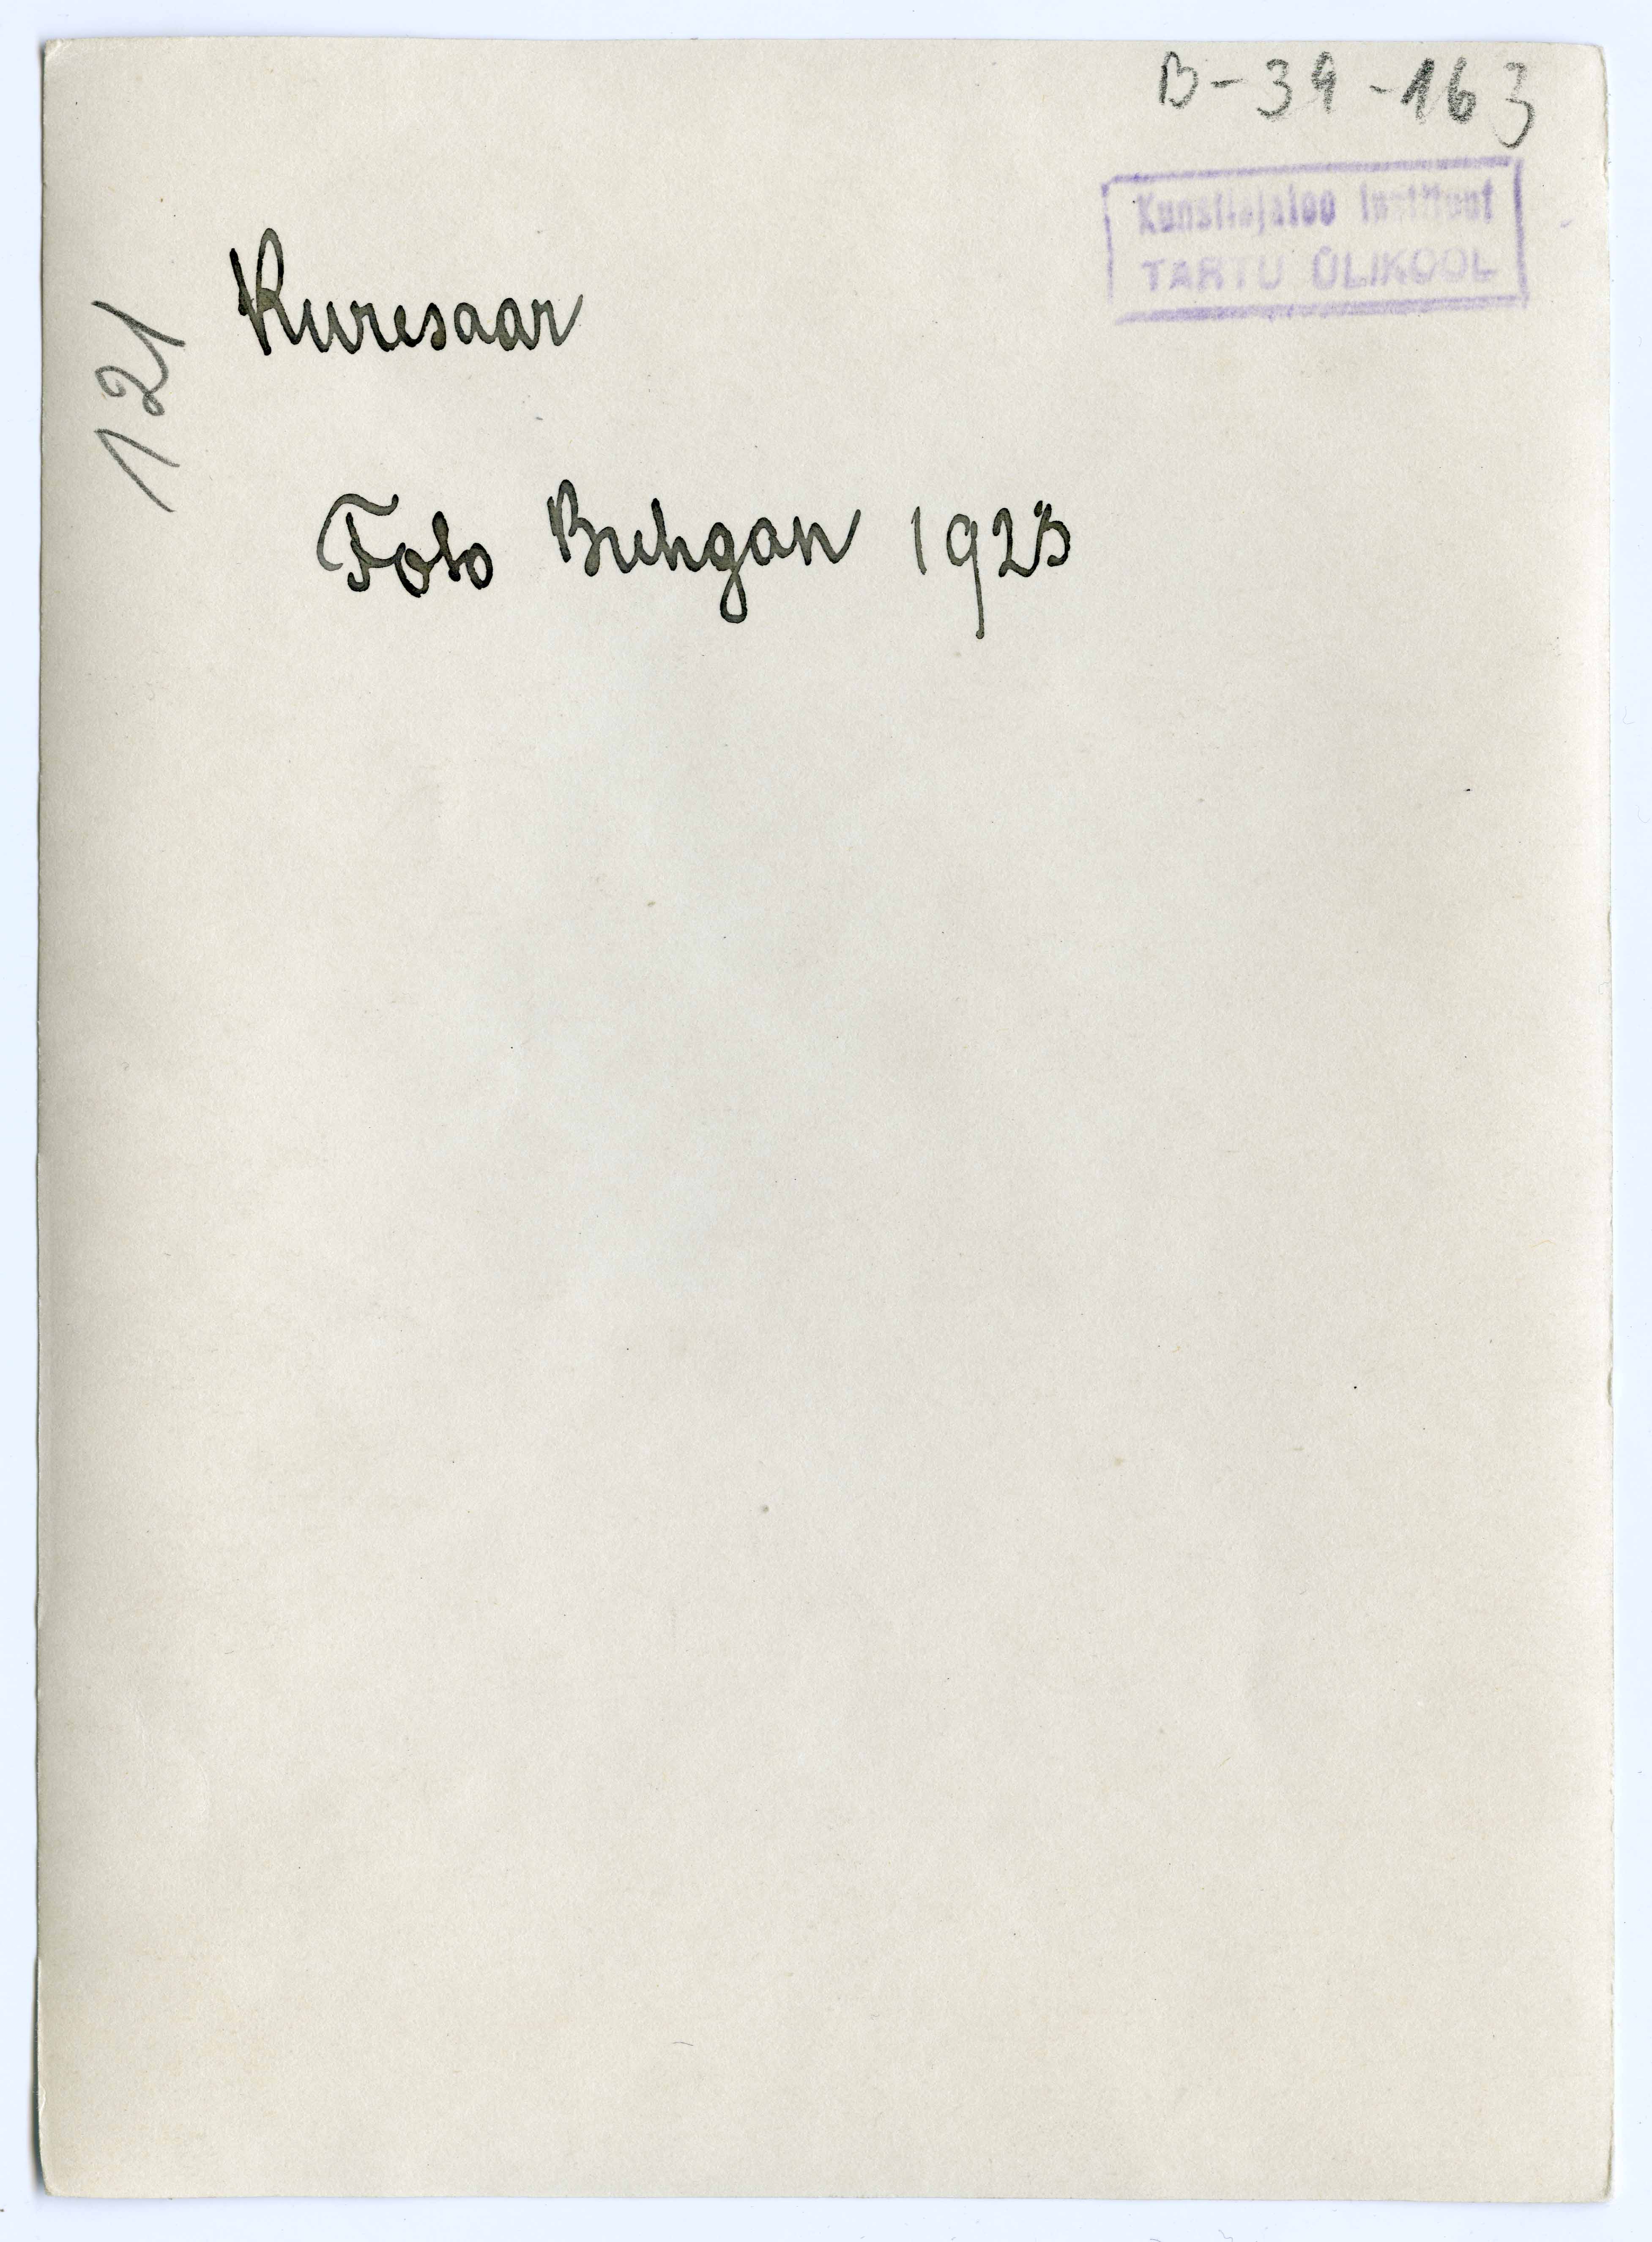 B-39-163
Kunstiajaloo Instituut
TARTU ÜLIKOOL
121
Kuresaar
Foto Buhgan 1923